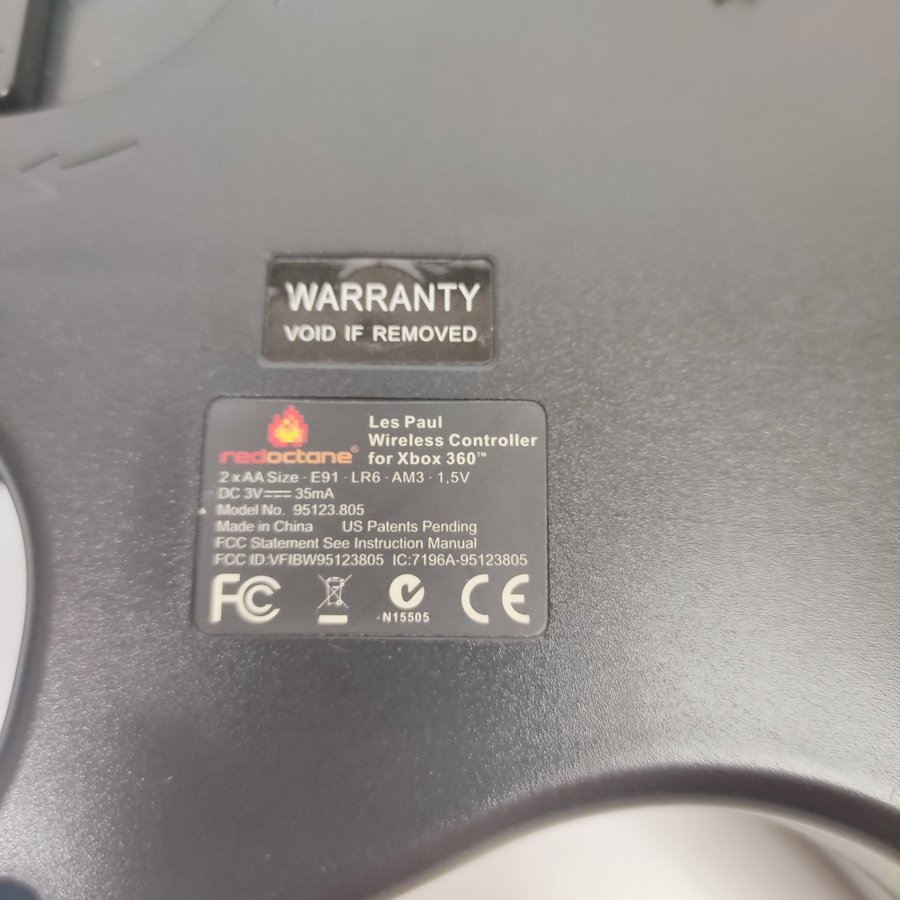 WARRANTY
VOID IF REMOVED
redoctane®
Les Paul
Wireless Controller
for Xbox 360™
2 x AA Size · E91 · LR6 · AM3 · 1,5V
DC 3V⎓ 35mA
Model No. 95123.805
Made in China US Patents Pending
FCC Statement See Instruction Manual
FCC ID:VFIBW95123805 IC:7196A-95123805
FC CE
N15505